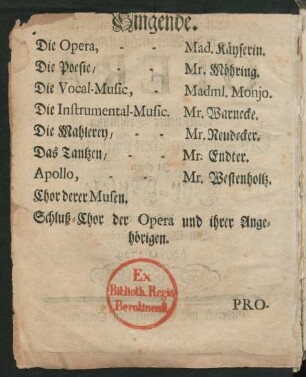 Singende.
Die Opera, - - Mad. Käyserin.
Die Poesie/ - - Mr. Möhring.
Die Vocal-Music, - Madml. Monjo.
Die Instrumental-Music. Mr. Warnecke.
Die Mahlerey/ - - Mr. Neudecker.
Das Tantzen/ - - Mr. Endter.
Apollo, - - Mr. Westenholtz.
Chor derer Musen.
Schluß-Chor der Opera und ihrer Ange-
hörigen.
Ex
Biblioth. Regia
Berolinensi.
PRO-